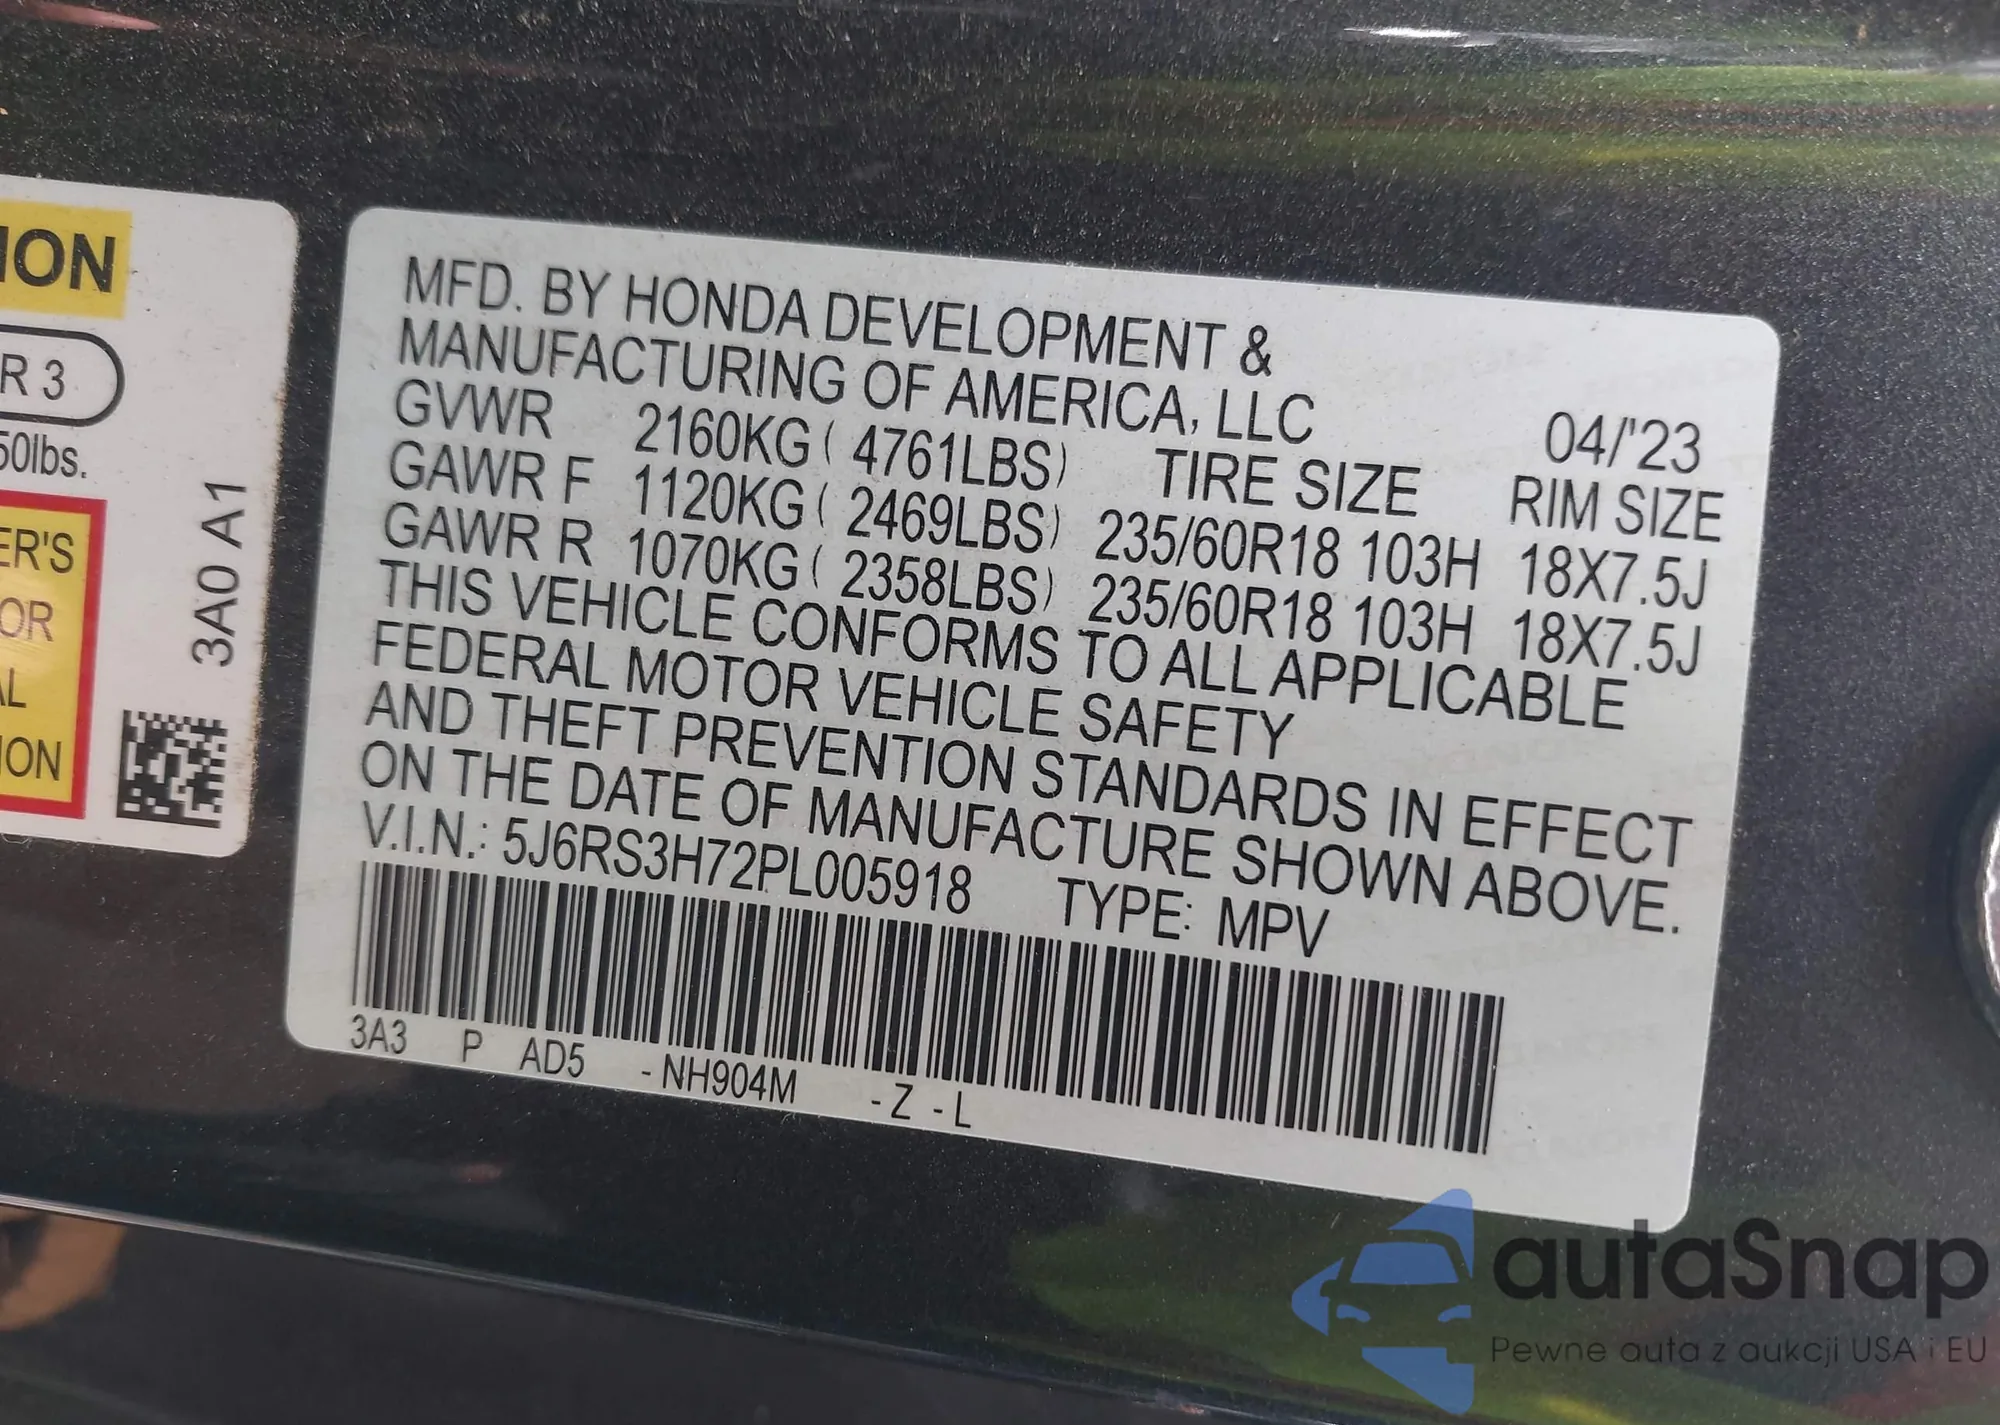 ION
R 3
50lbs.
ER'S
OR
AL
ION
3A0 A1
MFD. BY HONDA DEVELOPMENT &
MANUFACTURING OF AMERICA, LLC 04/'23
GVWR 2160KG ( 4761LBS) TIRE SIZE RIM SIZE
GAWR F 1120KG ( 2469LBS) 235/60R18 103H 18X7.5J
GAWR R 1070KG ( 2358LBS) 235/60R18 103H 18X7.5J
THIS VEHICLE CONFORMS TO ALL APPLICABLE
FEDERAL MOTOR VEHICLE SAFETY
AND THEFT PREVENTION STANDARDS IN EFFECT
ON THE DATE OF MANUFACTURE SHOWN ABOVE.
V.I.N.: 5J6RS3H72PL005918 TYPE: MPV
3A3 P AD5 -NH904M -Z -L
autaSnap
Pewne auta z aukcji USA i EU